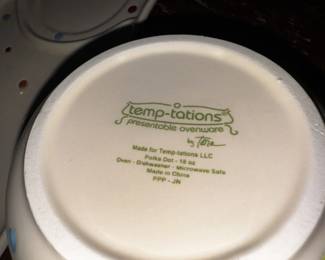 temp-tations
presentable ovenware
by Tara
Made for Temp-tations LLC
Polka Dot - 16 oz
Oven - Dishwasher - Microwave Safe
Made in China
PPP - JN